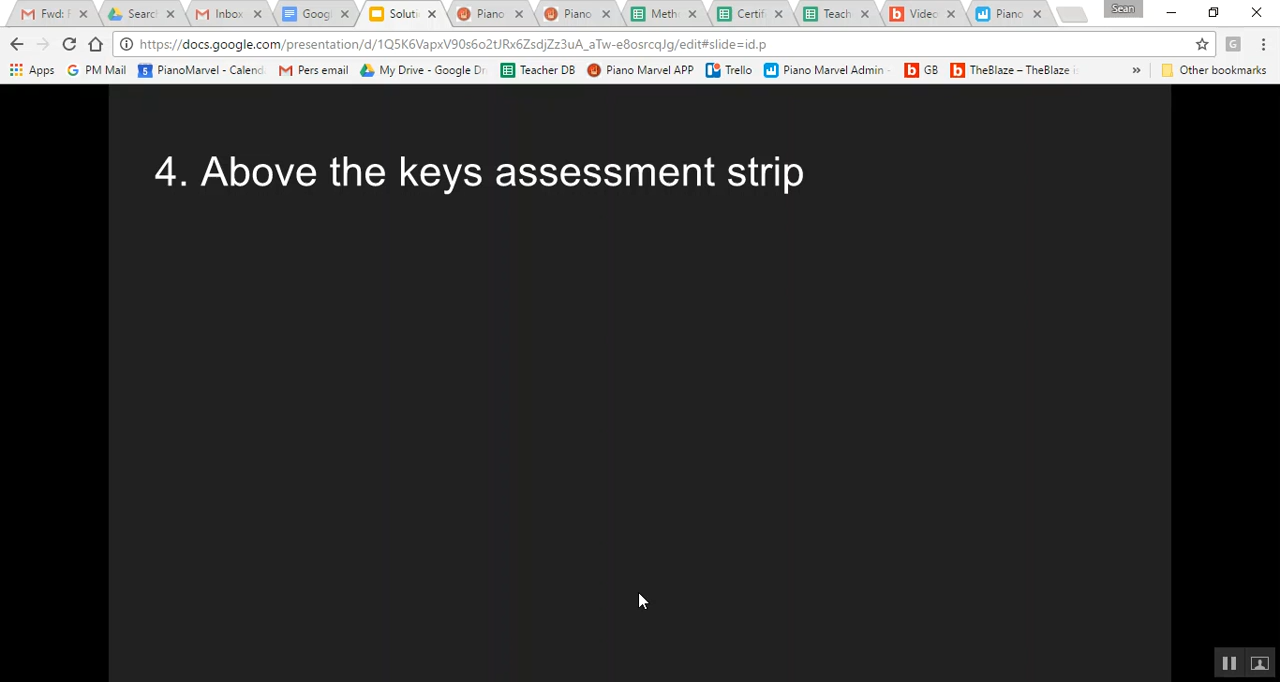 Fwd: F Searc Inbox Googl Soluti Piano Piano Meth Certifi Teach Video Piano Sean
https://docs.google.com/presentation/d/1Q5K6VapxV90s6o2tJRx6ZsdjZz3uA_aTw-e8osrcqJg/edit#slide=id.p
Apps PM Mail PianoMarvel - Calend Pers email My Drive - Google Dr Teacher DB Piano Marvel APP Trello Piano Marvel Admin - GB TheBlaze – TheBlaze is » Other bookmarks
4. Above the keys assessment strip